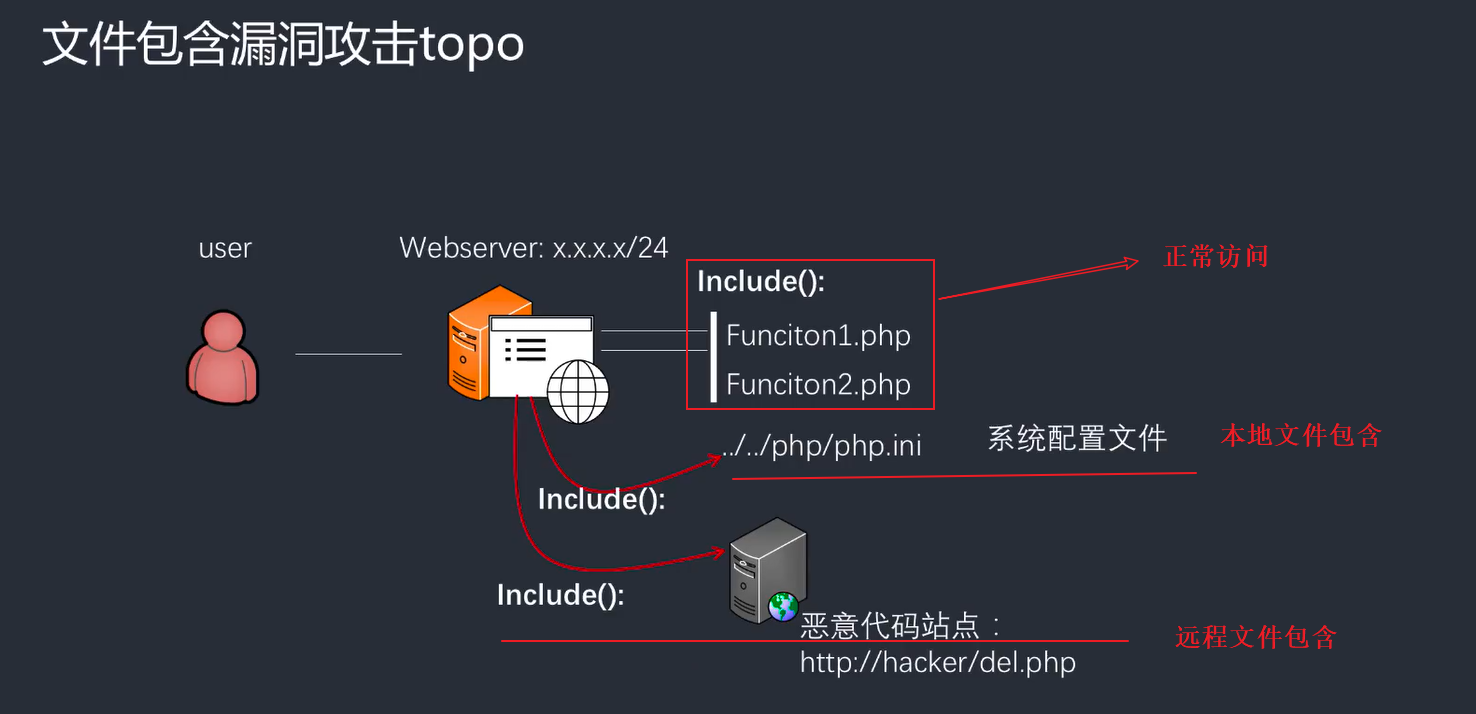 文件包含漏洞攻击topo
user
Webserver: x.x.x.x/24
正常访问
Include():
Funciton1.php
Funciton2.php
../../php/php.ini
系统配置文件
本地文件包含
Include():
Include():
恶意代码站点：
http://hacker/del.php
远程文件包含